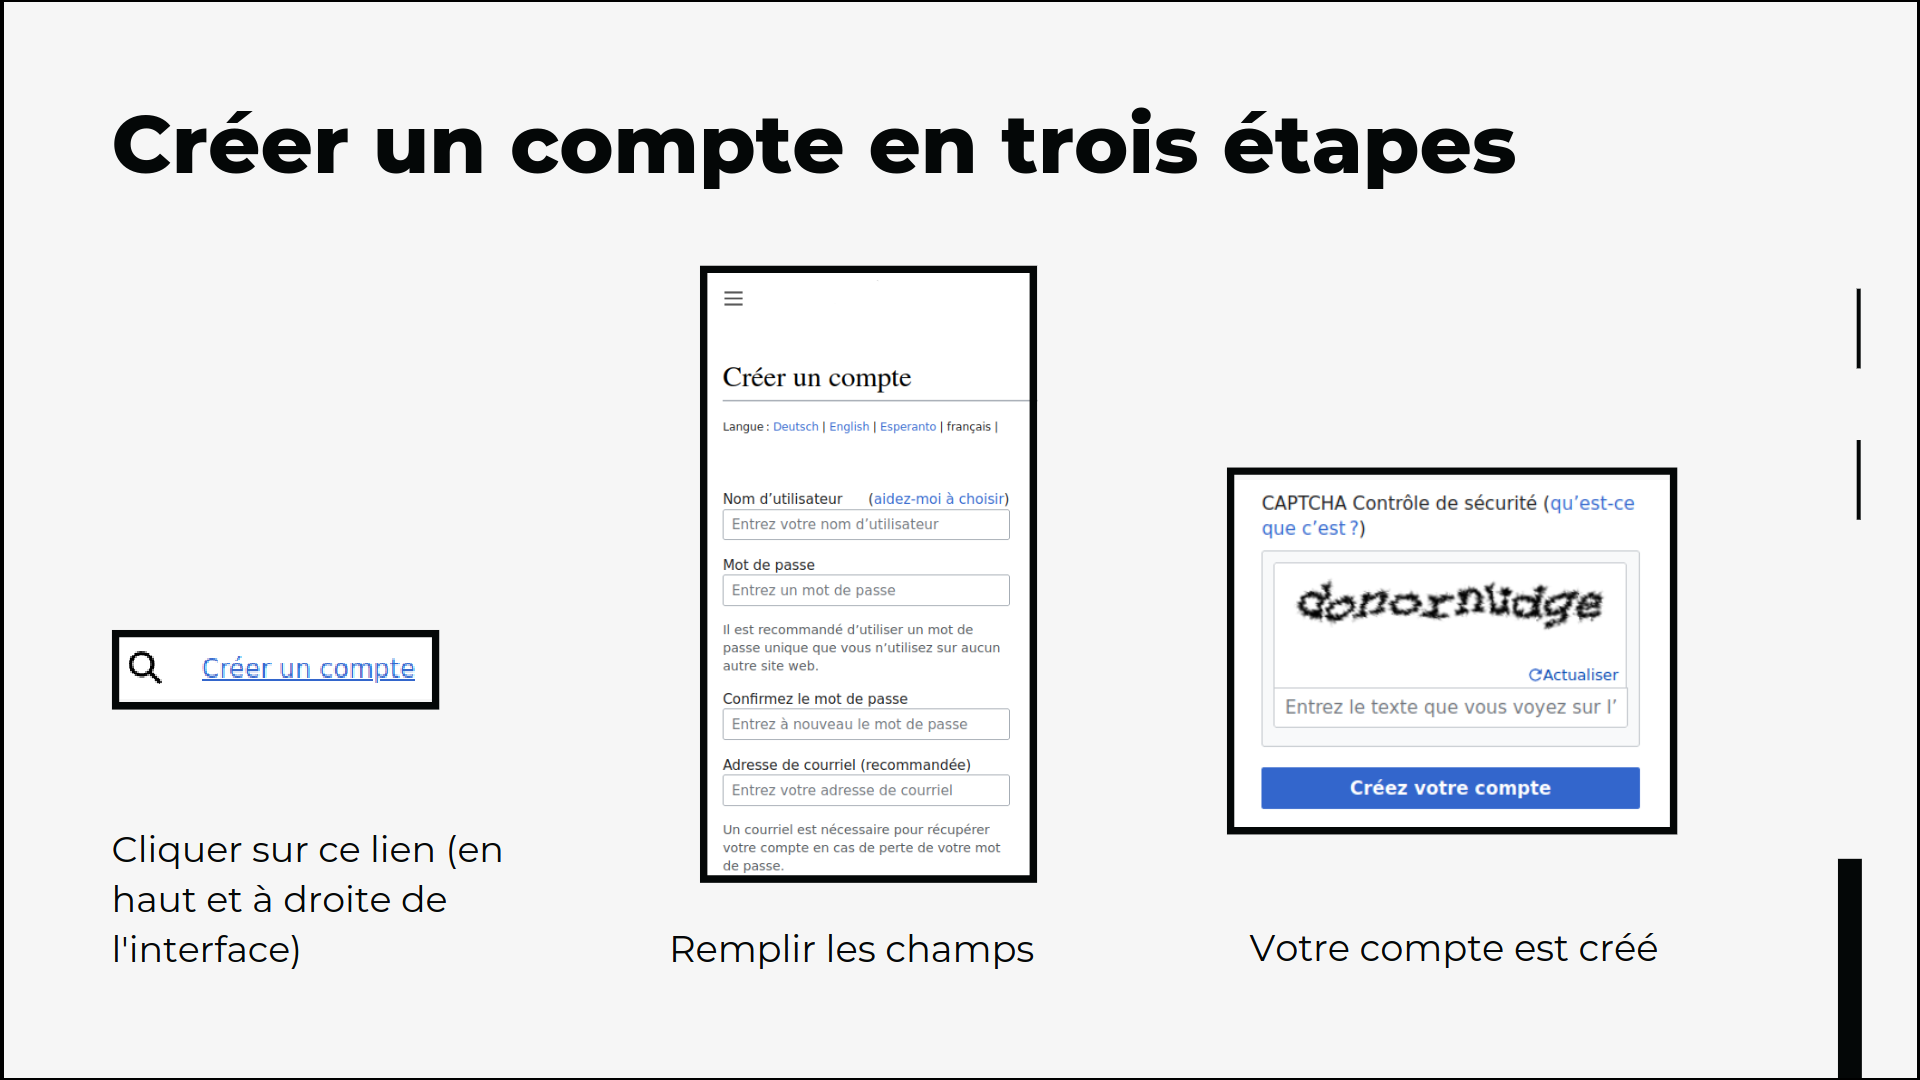 Créer un compte en trois étapes
Créer un compte
Cliquer sur ce lien (en
haut et à droite de
l'interface)
Créer un compte
Langue : Deutsch | English | Esperanto | français |
Nom d’utilisateur (aidez-moi à choisir)
Entrez votre nom d’utilisateur
Mot de passe
Entrez un mot de passe
Il est recommandé d’utiliser un mot de
passe unique que vous n’utilisez sur aucun
autre site web.
Confirmez le mot de passe
Entrez à nouveau le mot de passe
Adresse de courriel (recommandée)
Entrez votre adresse de courriel
Un courriel est nécessaire pour récupérer
votre compte en cas de perte de votre mot
de passe.
Remplir les champs
CAPTCHA Contrôle de sécurité (qu’est-ce
que c’est ?)
donornudge
Actualiser
Entrez le texte que vous voyez sur l’
Créez votre compte
Votre compte est créé